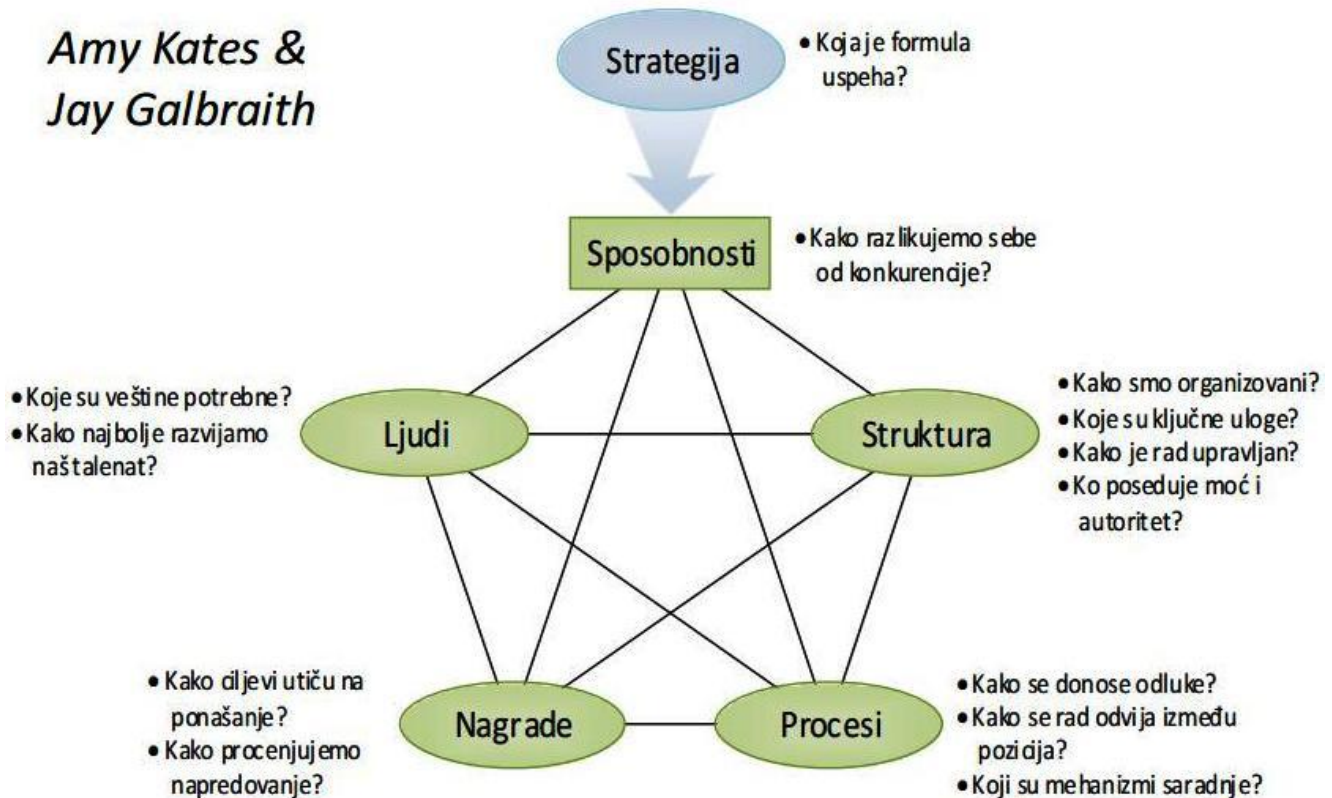 Amy Kates &
Jay Galbraith
Strategija
• Koja je formula
uspeha?
Sposobnosti
• Kako razlikujemo sebe
od konkurencije?
• Koje su veštine potrebne?
• Kako najbolje razvijamo
naš talenat?
Ljudi
Struktura
• Kako smo organizovani?
• Koje su ključne uloge?
• Kako je rad upravljan?
• Ko poseduje moć i
autoritet?
• Kako ciljevi utiču na
ponašanje?
• Kako procenjujemo
napredovanje?
Nagrade
Procesi
• Kako se donose odluke?
• Kako se rad odvija između
pozicija?
• Koji su mehanizmi saradnje?